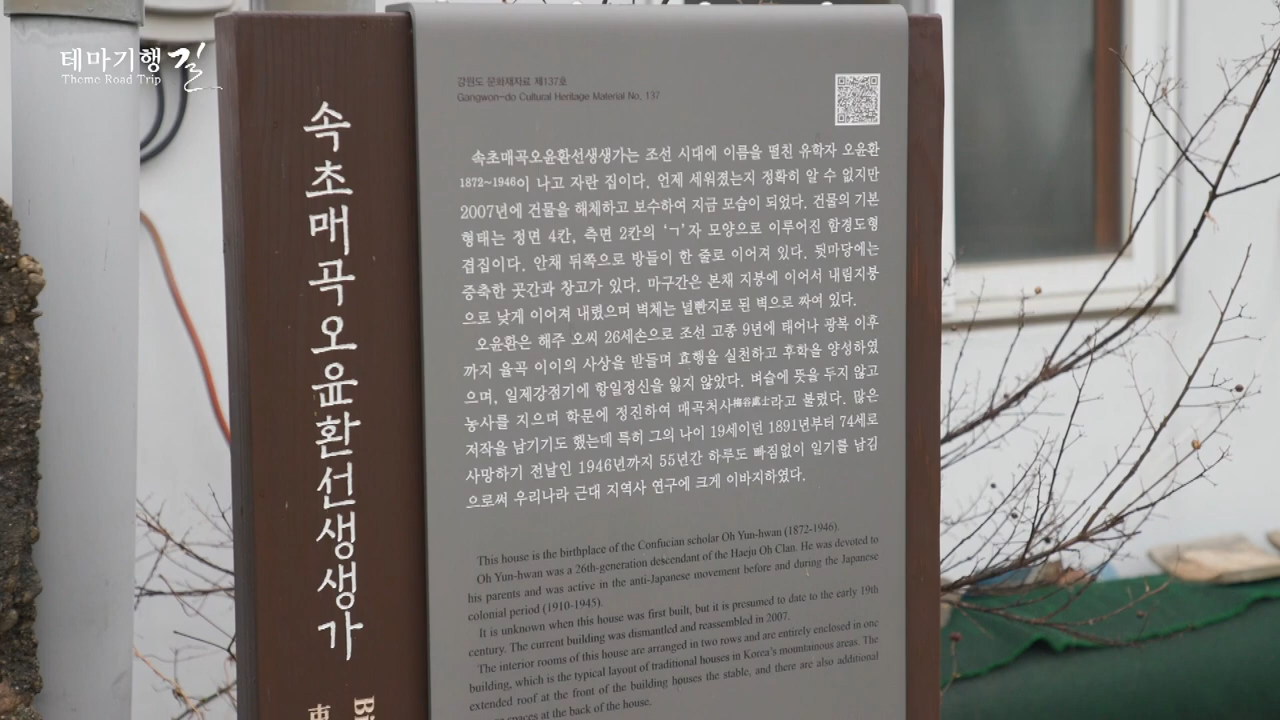 테마기행 길
Theme Road Trip
속초매곡오윤환선생생가
강원도 문화재자료 제137호
Gangwon-do Cultural Heritage Material No. 137
속초매곡오윤환선생생가는 조선 시대에 이름을 떨친 유학자 오윤환
1872~1946이 나고 자란 집이다. 언제 세워졌는지 정확히 알 수 없지만
2007년에 건물을 해체하고 보수하여 지금 모습이 되었다. 건물의 기본
형태는 정면 4칸, 측면 2칸의 ‘ㄱ’자 모양으로 이루어진 함경도형
겹집이다. 안채 뒤쪽으로 방들이 한 줄로 이어져 있다. 뒷마당에는
증축한 곳간과 창고가 있다. 마구간은 본채 지붕에 이어서 내림지붕
으로 낮게 이어져 내렸으며 벽체는 널빤지로 된 벽으로 짜여 있다.
오윤환은 해주 오씨 26세손으로 조선 고종 9년에 태어나 광복 이후
까지 율곡 이이의 사상을 받들며 효행을 실천하고 후학을 양성하였
으며, 일제강점기에 항일정신을 잃지 않았다. 벼슬에 뜻을 두지 않고
농사를 지으며 학문에 정진하여 매곡처사梅谷處士라고 불렸다. 많은
저작을 남기기도 했는데 특히 그의 나이 19세이던 1891년부터 74세로
사망하기 전날인 1946년까지 55년간 하루도 빠짐없이 일기를 남김
으로써 우리나라 근대 지역사 연구에 크게 이바지하였다.
This house is the birthplace of the Confucian scholar Oh Yun-hwan (1872-1946).
Oh Yun-hwan was a 26th-generation descendant of the Haeju Oh Clan. He was devoted to
his parents and was active in the anti-Japanese movement before and during the Japanese
colonial period (1910-1945).
It is unknown when this house was first built, but it is presumed to date to the early 19th
century. The current building was dismantled and reassembled in 2007.
The interior rooms of this house are arranged in two rows and are entirely enclosed in one
building, which is the typical layout of traditional houses in Korea's mountainous areas. The
extended roof at the front of the building houses the stable, and there are also additional
spaces at the back of the house.